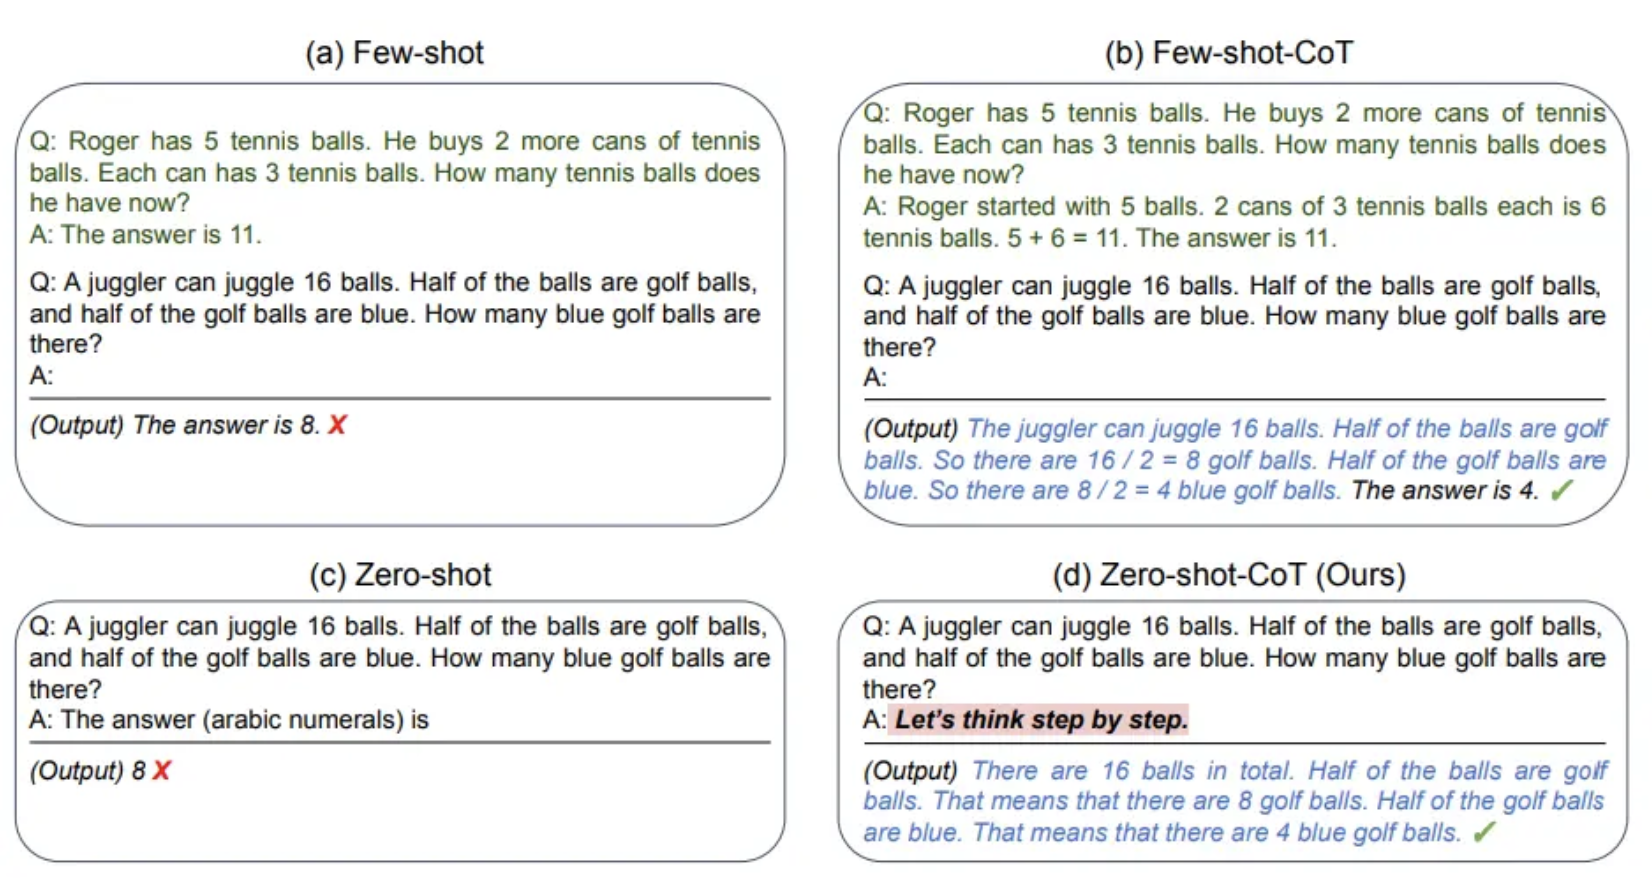 (a) Few-shot
Q: Roger has 5 tennis balls. He buys 2 more cans of tennis
balls. Each can has 3 tennis balls. How many tennis balls does
he have now?
A: The answer is 11.
Q: A juggler can juggle 16 balls. Half of the balls are golf balls,
and half of the golf balls are blue. How many blue golf balls are
there?
A:
(Output) The answer is 8. X
(b) Few-shot-CoT
Q: Roger has 5 tennis balls. He buys 2 more cans of tennis
balls. Each can has 3 tennis balls. How many tennis balls does
he have now?
A: Roger started with 5 balls. 2 cans of 3 tennis balls each is 6
tennis balls. 5 + 6 = 11. The answer is 11.
Q: A juggler can juggle 16 balls. Half of the balls are golf balls,
and half of the golf balls are blue. How many blue golf balls are
there?
A:
(Output) The juggler can juggle 16 balls. Half of the balls are golf
balls. So there are 16 / 2 = 8 golf balls. Half of the golf balls are
blue. So there are 8 / 2 = 4 blue golf balls. The answer is 4. ✓
(c) Zero-shot
Q: A juggler can juggle 16 balls. Half of the balls are golf balls,
and half of the golf balls are blue. How many blue golf balls are
there?
A: The answer (arabic numerals) is
(Output) 8 X
(d) Zero-shot-CoT (Ours)
Q: A juggler can juggle 16 balls. Half of the balls are golf balls,
and half of the golf balls are blue. How many blue golf balls are
there?
A: Let's think step by step.
(Output) There are 16 balls in total. Half of the balls are golf
balls. That means that there are 8 golf balls. Half of the golf balls
are blue. That means that there are 4 blue golf balls. ✓